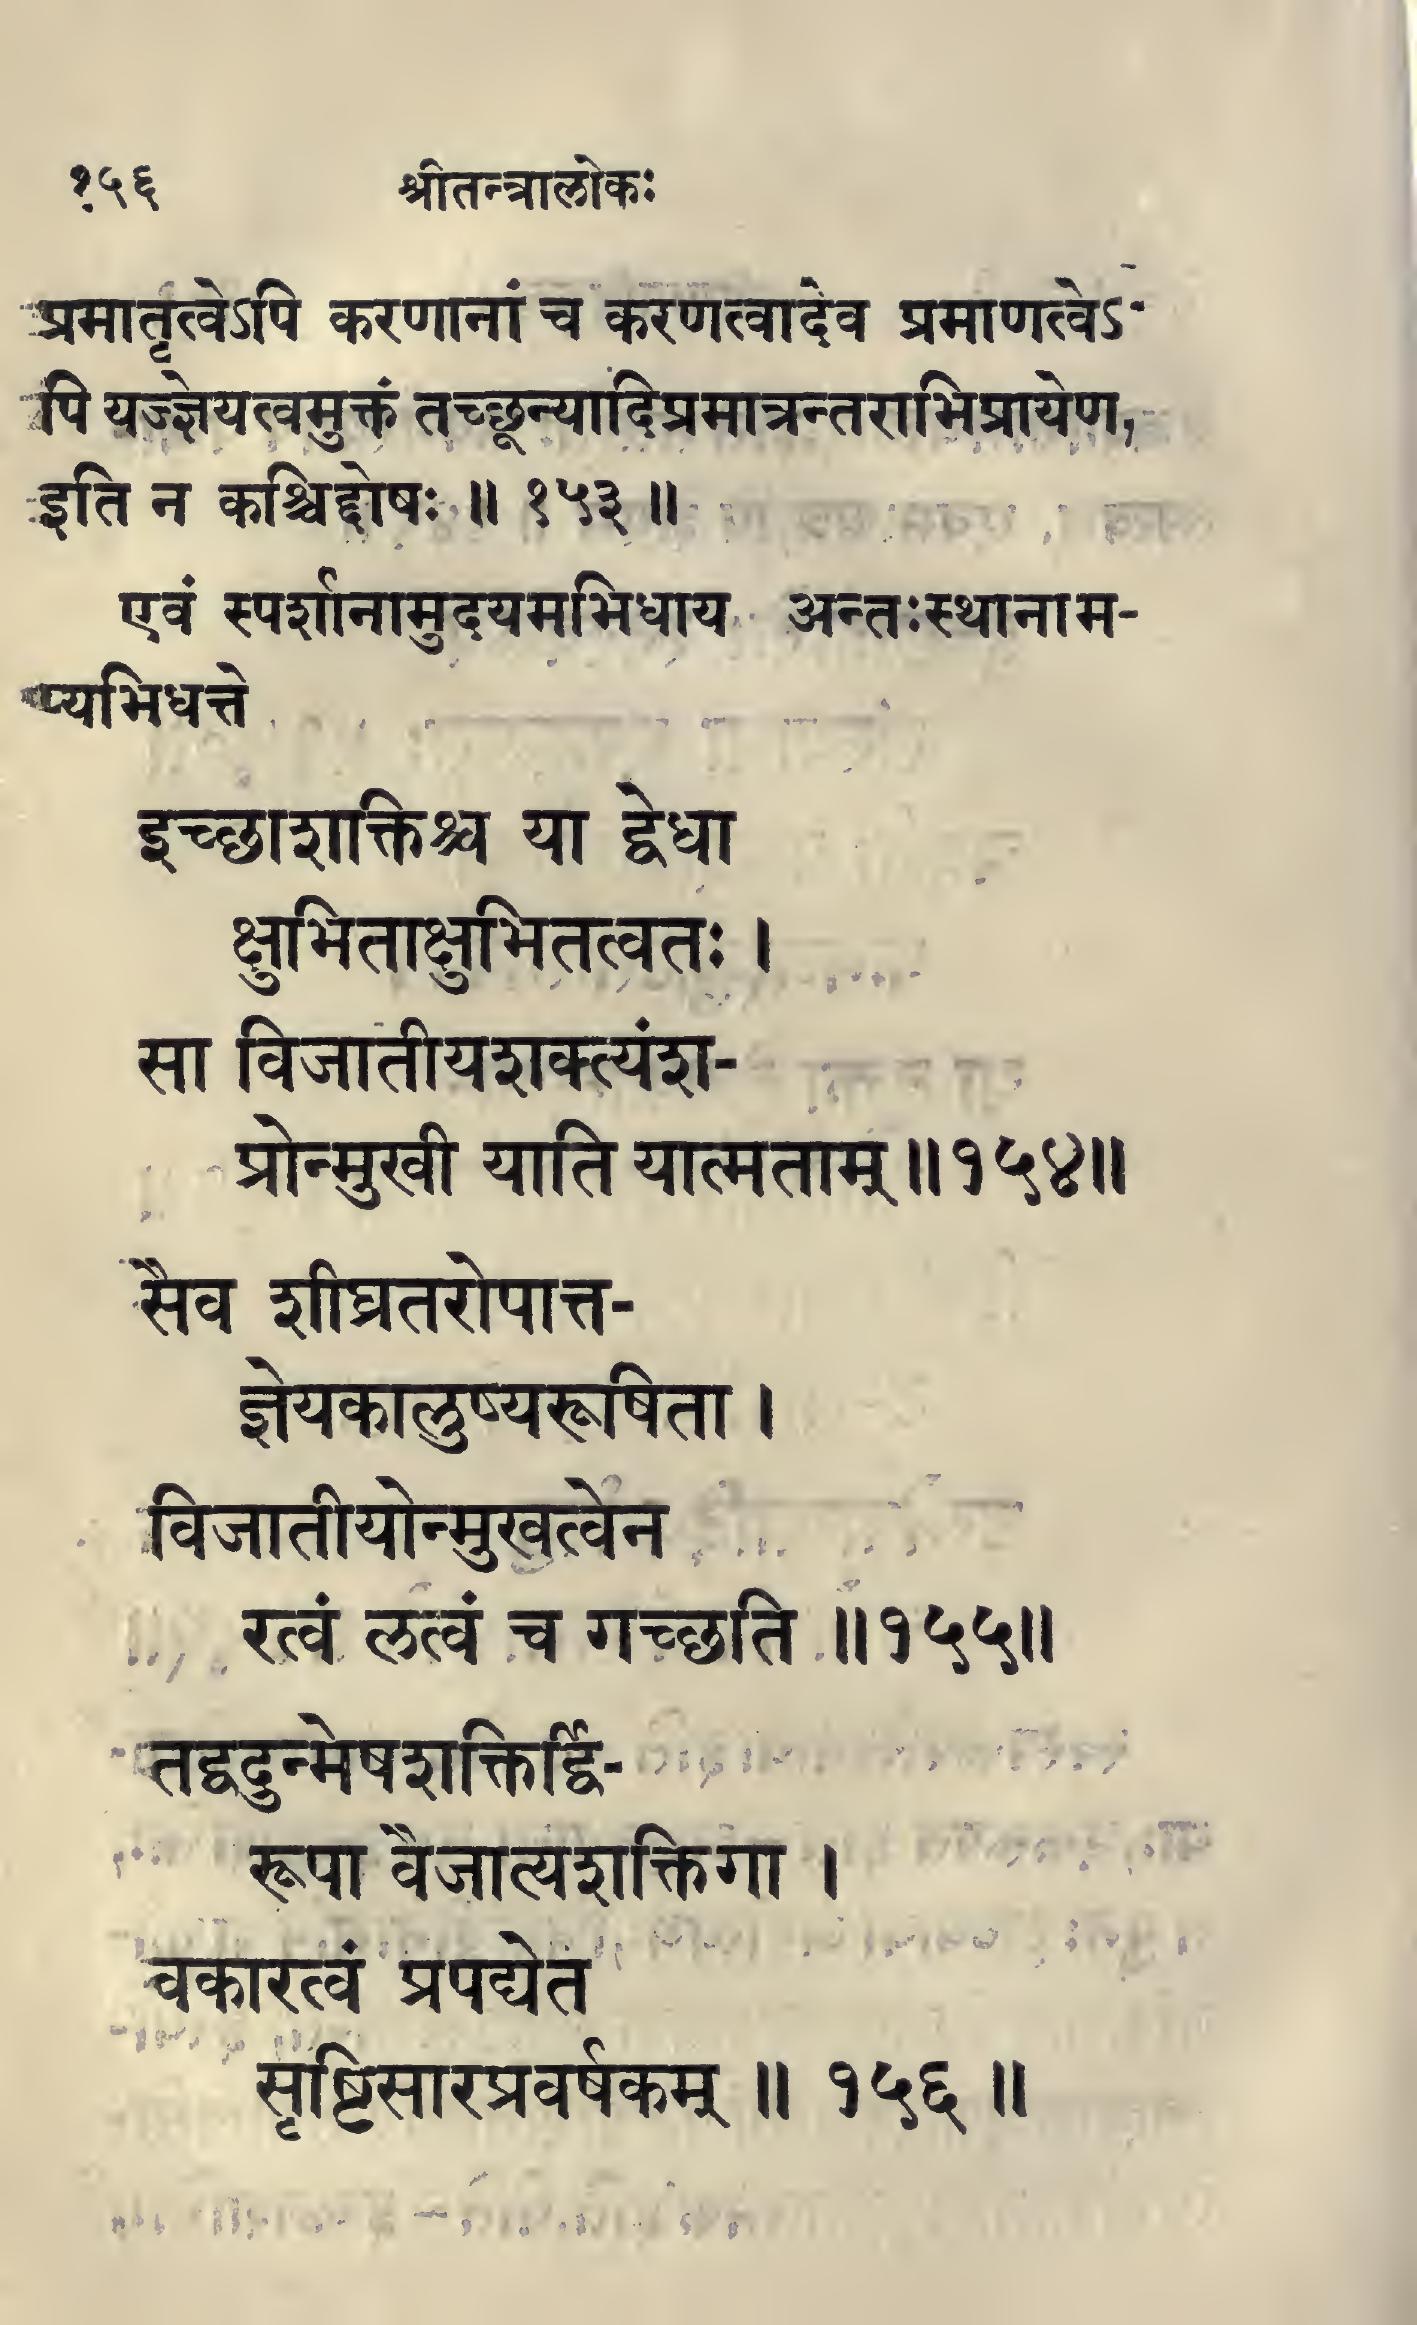 १५६ श्रीतन्त्रालोकः
प्रमातृत्वेऽपि करणानां च करणत्वादेव प्रमाणत्वेऽ-
पि यज्ज्ञेयत्वमुक्तं तच्छून्यादिप्रमात्रन्तराभिप्रायेण,
इति न कश्चिद्दोषः ॥ १५३ ॥
एवं स्पर्शानामुदयमभिधाय अन्तःस्थानाम-
प्यभिधत्ते
इच्छाशक्तिश्च या द्वेधा
क्षुभिताक्षुभितत्वतः ।
सा विजातीयशक्त्यंश-
प्रोन्मुखी याति यात्मताम् ॥१५४॥
सैव शीघ्रतरोपात्त-
ज्ञेयकालुष्यरूषिता ।
विजातीयोन्मुखत्वेन
रत्वं लत्वं च गच्छति ॥१५५॥
तद्वदुन्मेषशक्तिर्द्वि-
रूपा वैजात्यशक्तिगा ।
वकारत्वं प्रपद्येत
सृष्टिसारप्रवर्षकम् ॥ १५६ ॥